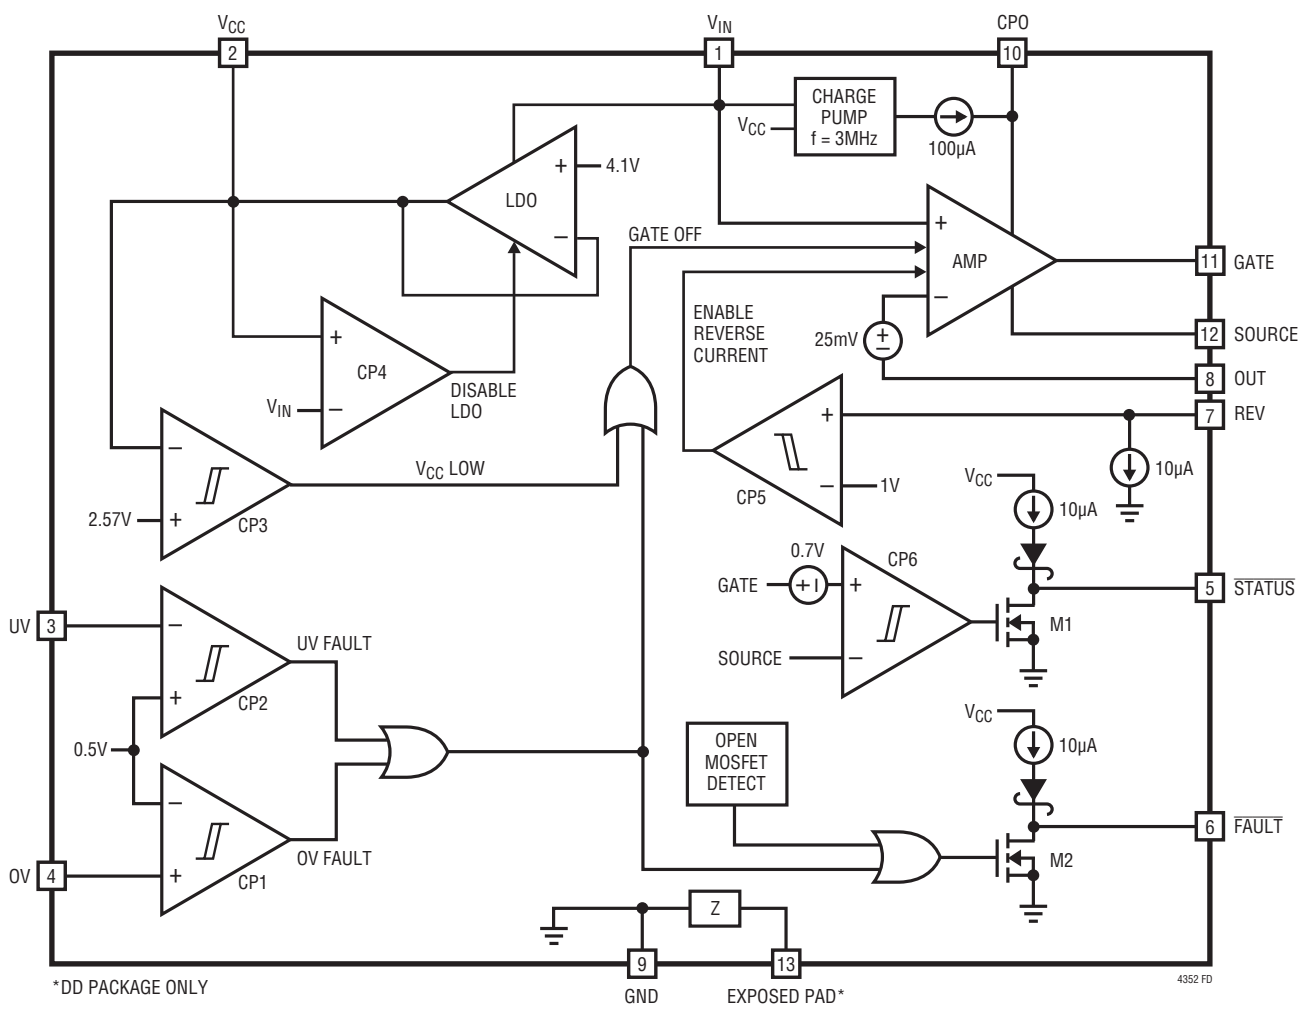 VCC
2
VIN
1
CPO
10
CHARGE
PUMP
f = 3MHz
VCC
100µA
+
4.1V
LDO
−
GATE OFF
+
AMP
−
11
GATE
12
SOURCE
25mV
+
−
8
OUT
7
REV
ENABLE
REVERSE
CURRENT
+
CP4
VIN
−
DISABLE
LDO
−
2.57V
+
CP3
VCC LOW
+
CP5
−
1V
10µA
VCC
10µA
0.7V
CP6
GATE
+
+
SOURCE
−
5
STATUS
M1
UV
3
−
UV FAULT
+
CP2
0.5V
−
OV FAULT
OV
4
+
CP1
OPEN
MOSFET
DETECT
VCC
10µA
6
FAULT
M2
Z
9
13
*DD PACKAGE ONLY
GND
EXPOSED PAD*
4352 FD